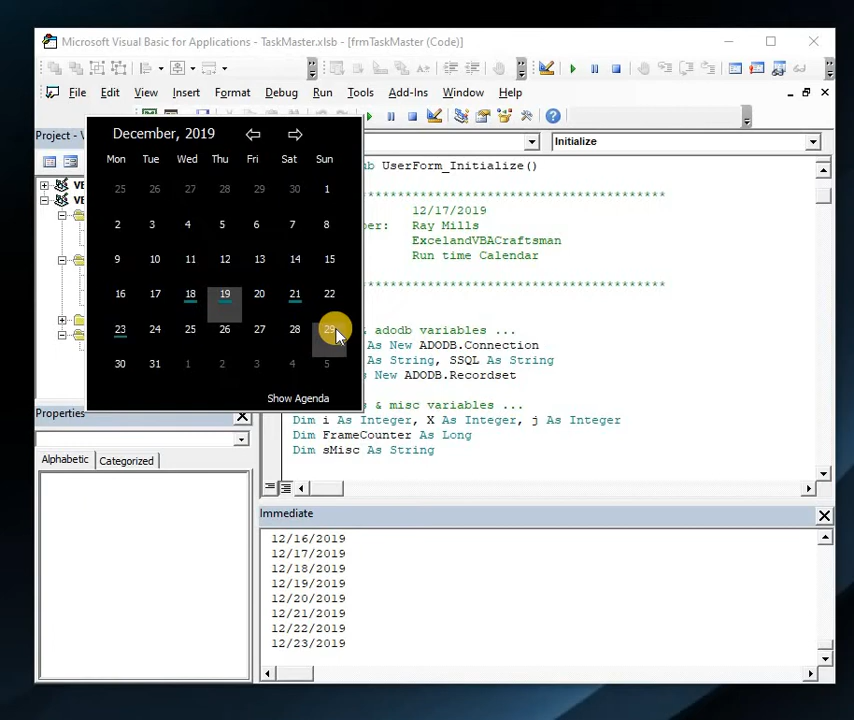 Microsoft Visual Basic for Applications - TaskMaster.xlsb - [frmTaskMaster (Code)]
File Edit View Insert Format Debug Run Tools Add-Ins Window Help
Project - V
Initialize
December, 2019
Mon Tue Wed Thu Fri Sat Sun
25 26 27 28 29 30 1
2 3 4 5 6 7 8
9 10 11 12 13 14 15
16 17 18 19 20 21 22
23 24 25 26 27 28 29
30 31 1 2 3 4 5
Show Agenda
VB
VB
ub UserForm_Initialize()
******************************************
12/17/2019
per: Ray Mills
ExcelandVBACraftsman
Run time Calendar
******************************************
& adodb variables ...
As New ADODB.Connection
As String, SSQL As String
As New ADODB.Recordset
s & misc variables ...
Dim i As Integer, X As Integer, j As Integer
Dim FrameCounter As Long
Dim sMisc As String
Properties
Alphabetic Categorized
Immediate
12/16/2019
12/17/2019
12/18/2019
12/19/2019
12/20/2019
12/21/2019
12/22/2019
12/23/2019